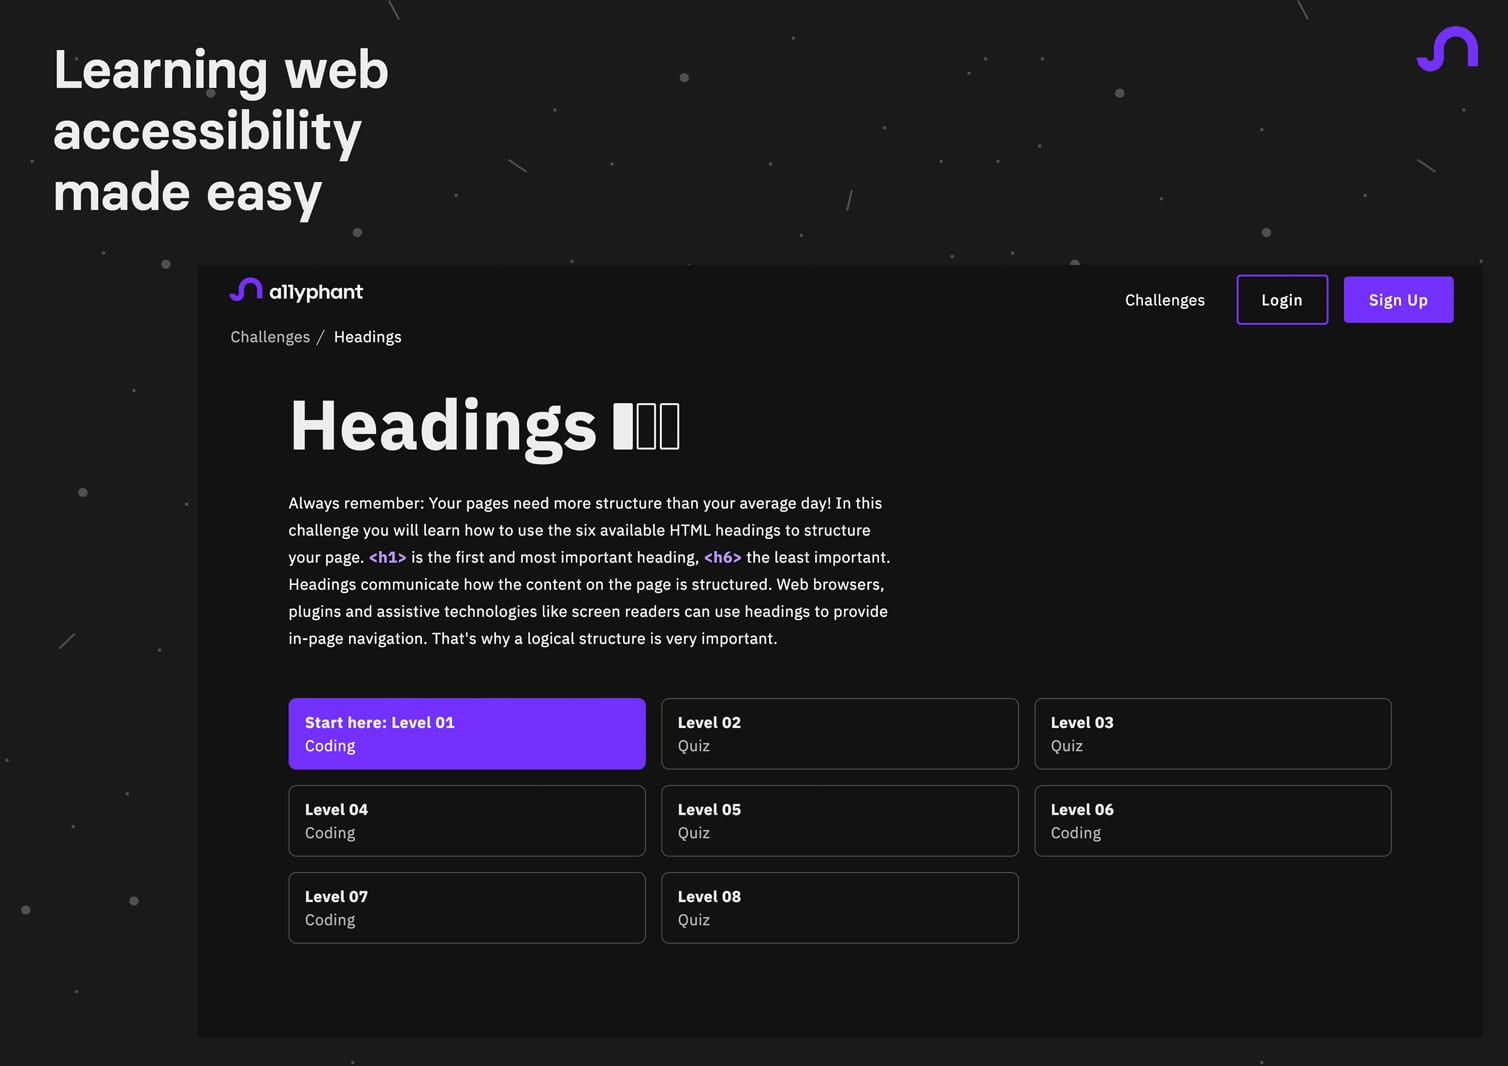 Learning web
accessibility
made easy
a11yphant
Challenges
Login
Sign Up
Challenges / Headings
Headings
Always remember: Your pages need more structure than your average day! In this
challenge you will learn how to use the six available HTML headings to structure
your page. <h1> is the first and most important heading, <h6> the least important.
Headings communicate how the content on the page is structured. Web browsers,
plugins and assistive technologies like screen readers can use headings to provide
in-page navigation. That's why a logical structure is very important.
Start here: Level 01
Coding
Level 02
Quiz
Level 03
Quiz
Level 04
Coding
Level 05
Quiz
Level 06
Coding
Level 07
Coding
Level 08
Quiz